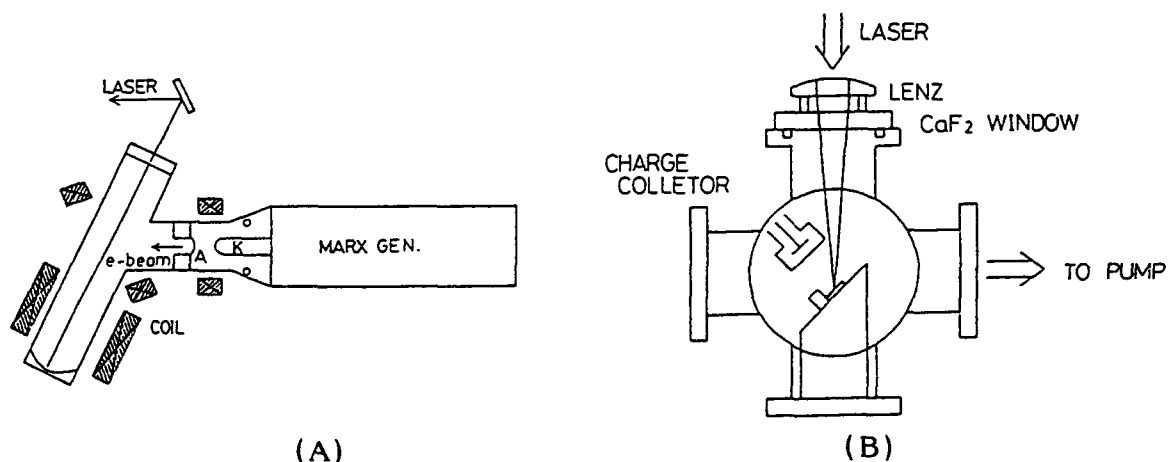 LASER
e-beam
A
K
MARX GEN.
COIL
(A)
LASER
LENZ
CaF₂ WINDOW
CHARGE
COLLETOR
TO PUMP
(B)